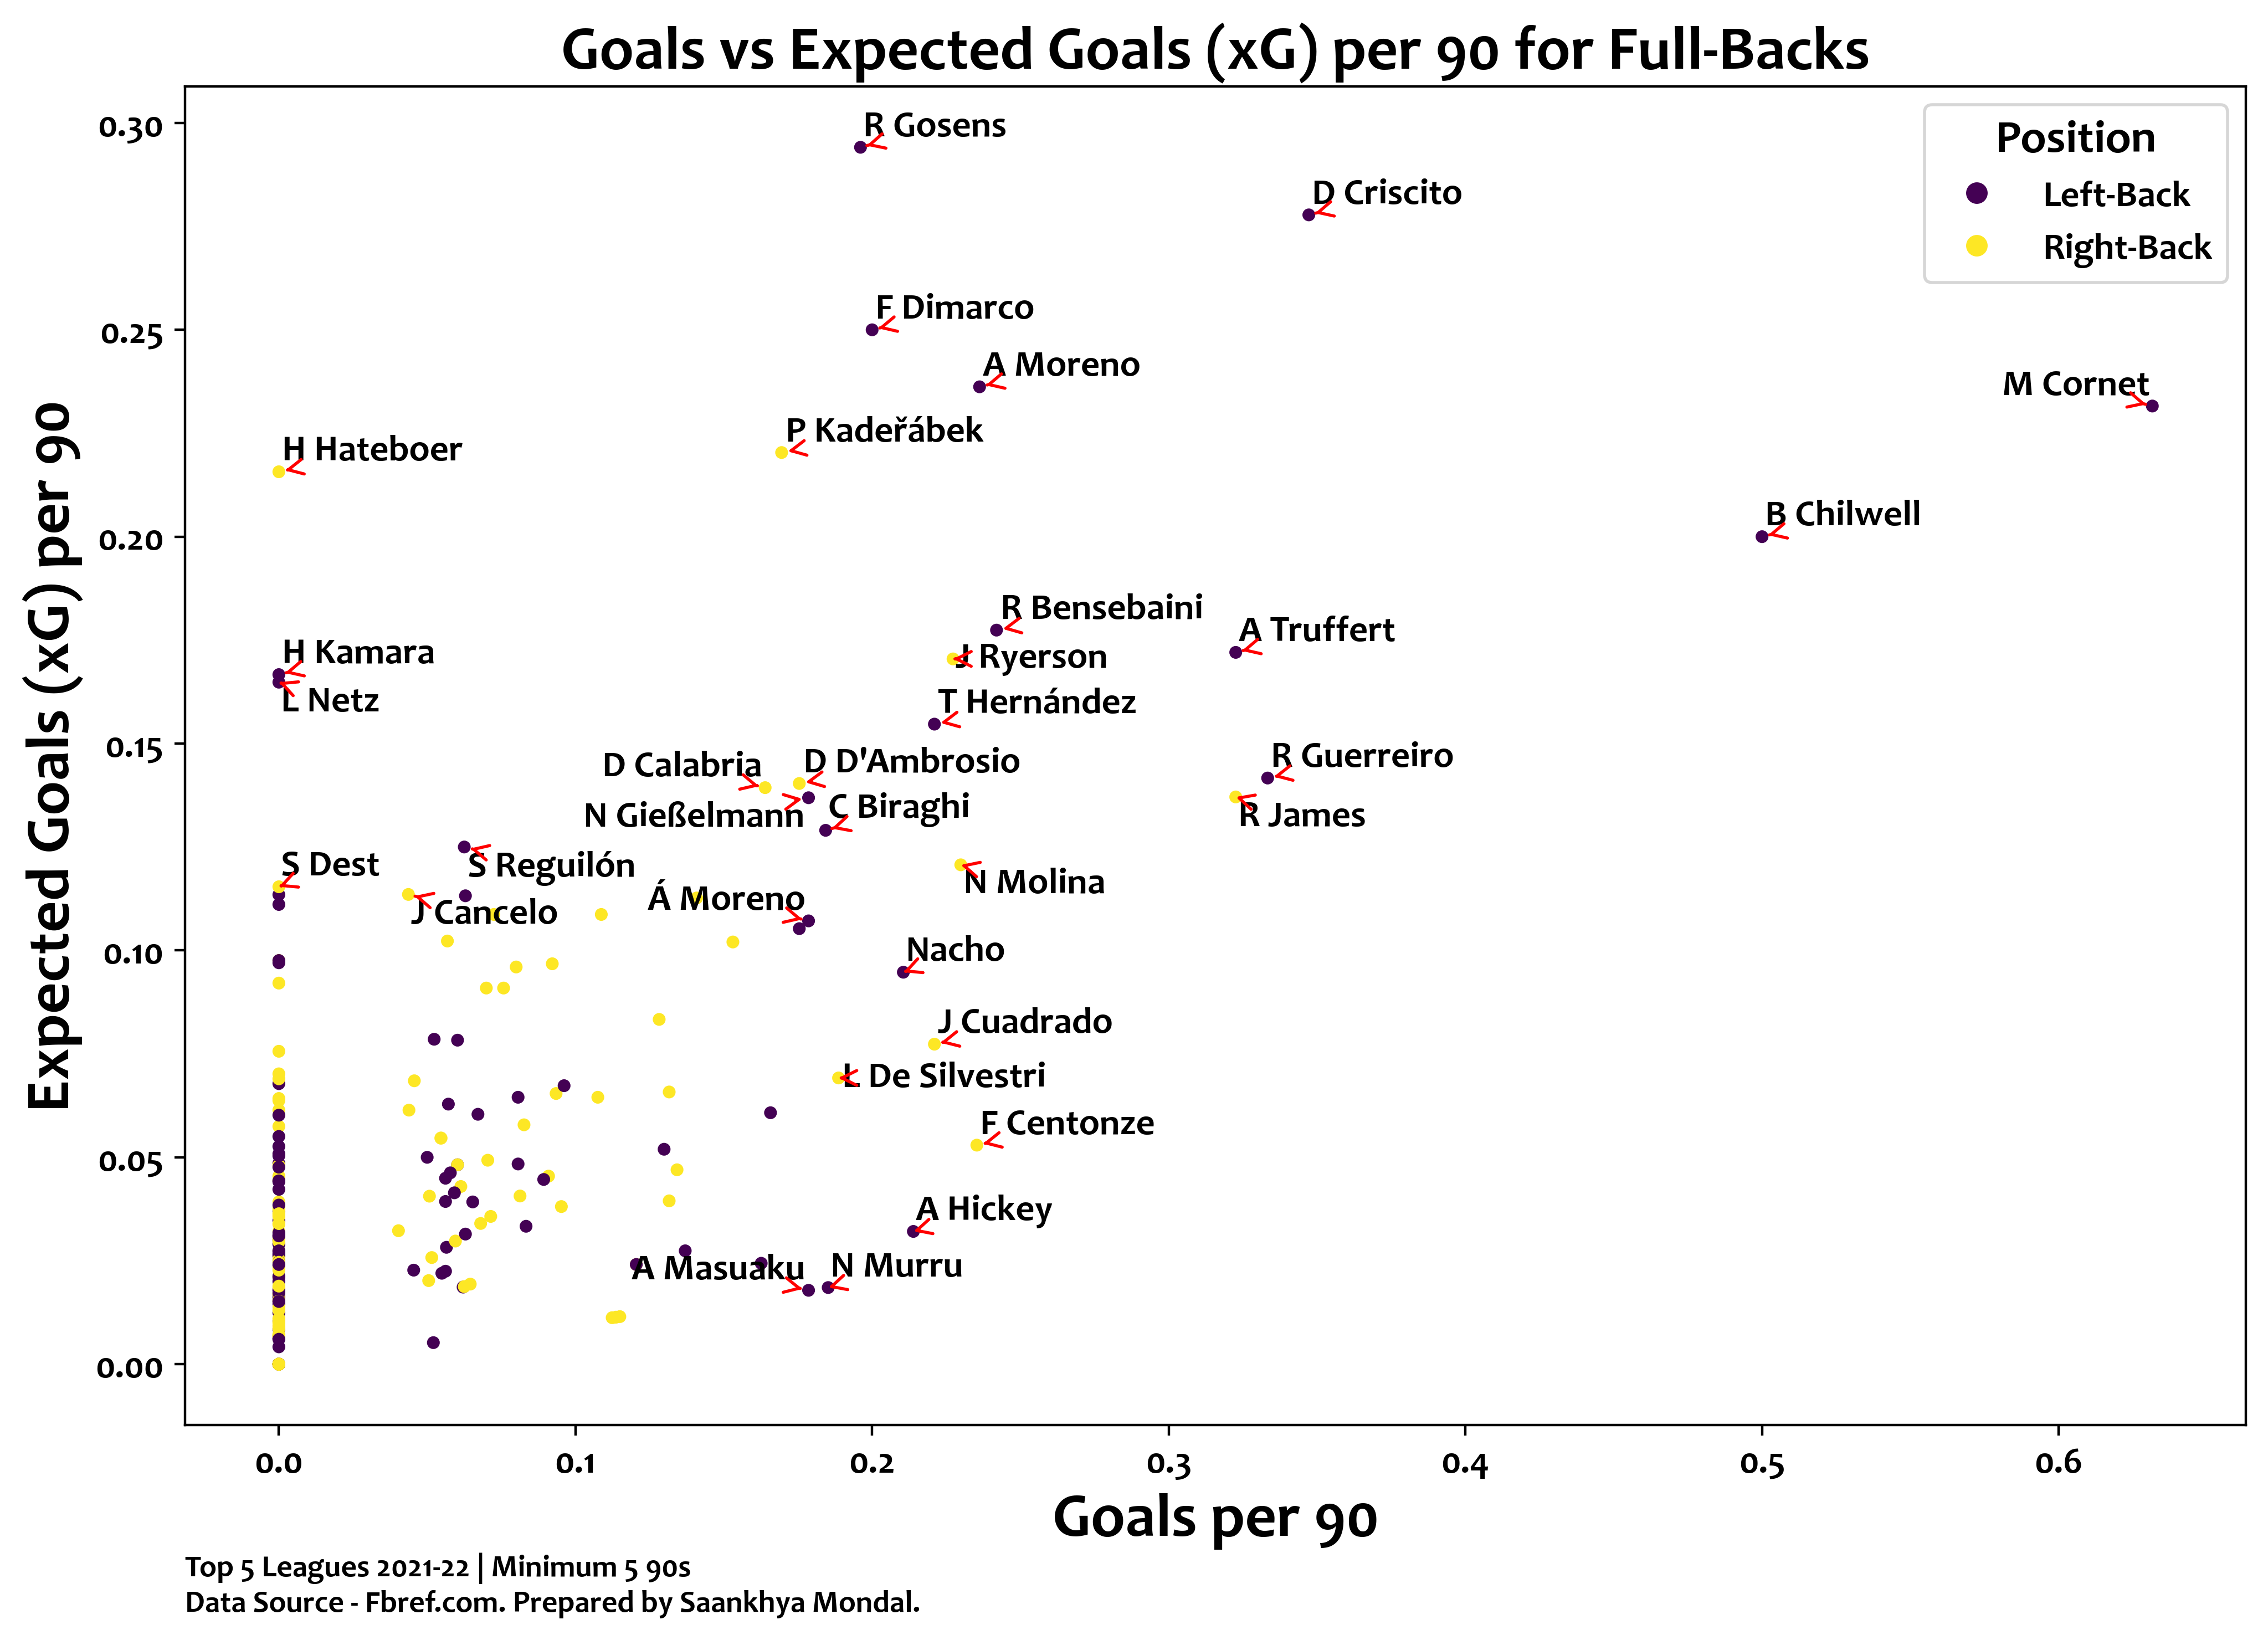 Goals vs Expected Goals (xG) per 90 for Full-Backs
Position
Left-Back
Right-Back
Expected Goals (xG) per 90
0.30
0.25
0.20
0.15
0.10
0.05
0.00
R Gosens
D Criscito
F Dimarco
A Moreno
M Cornet
P Kadeřábek
H Hateboer
B Chilwell
R Bensebaini
A Truffert
H Kamara
J Ryerson
L Netz
T Hernández
D Calabria
D D'Ambrosio
R Guerreiro
N Gießelmann
C Biraghi
R James
S Dest
S Reguilón
N Molina
Á Moreno
J Cancelo
Nacho
J Cuadrado
L De Silvestri
F Centonze
A Hickey
A Masuaku
N Murru
0.0
0.1
0.2
0.3
0.4
0.5
0.6
Goals per 90
Top 5 Leagues 2021-22 | Minimum 5 90s
Data Source - Fbref.com. Prepared by Saankhya Mondal.